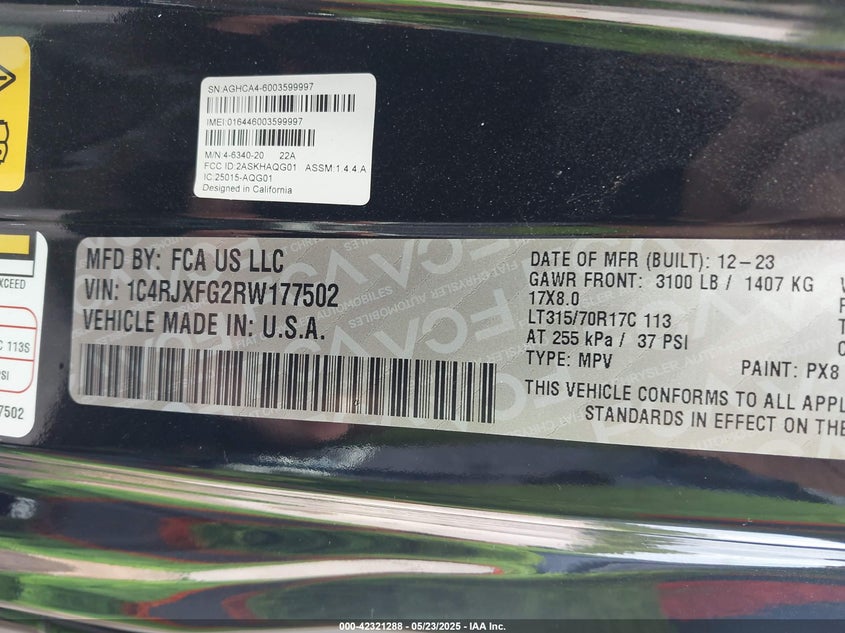 SN:AGHCA4-6003599997
IMEI:016446003599997
M/N:4-6340-20 22A
FCC ID:2ASKHAQG01 ASSM:1.4.4.A
IC:25015-AQG01
Designed in California
EXCEED
C 113S
PSI
77502
MFD BY: FCA US LLC
VIN: 1C4RJXFG2RW177502
VEHICLE MADE IN: U.S.A.
DATE OF MFR (BUILT): 12-23
GAWR FRONT: 3100 LB / 1407 KG
17X8.0
LT315/70R17C 113
AT 255 kPa / 37 PSI
TYPE: MPV PAINT: PX8
THIS VEHICLE CONFORMS TO ALL APPL
STANDARDS IN EFFECT ON THE
000-42321288 - 05/23/2025 - IAA Inc.